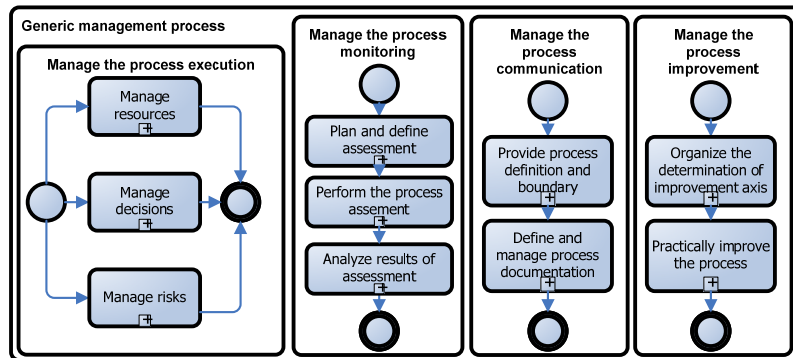 Generic management process
Manage the process execution
Manage
resources
Manage
decisions
Manage risks
Manage the process
monitoring
Plan and define
assessment
Perform the process
assement
Analyze results of
assessment
Manage the
process
communication
Provide process
definition and
boundary
Define and
manage process
documentation
Manage the
process
improvement
Organize the
determination of
improvement axis
Practically improve
the process